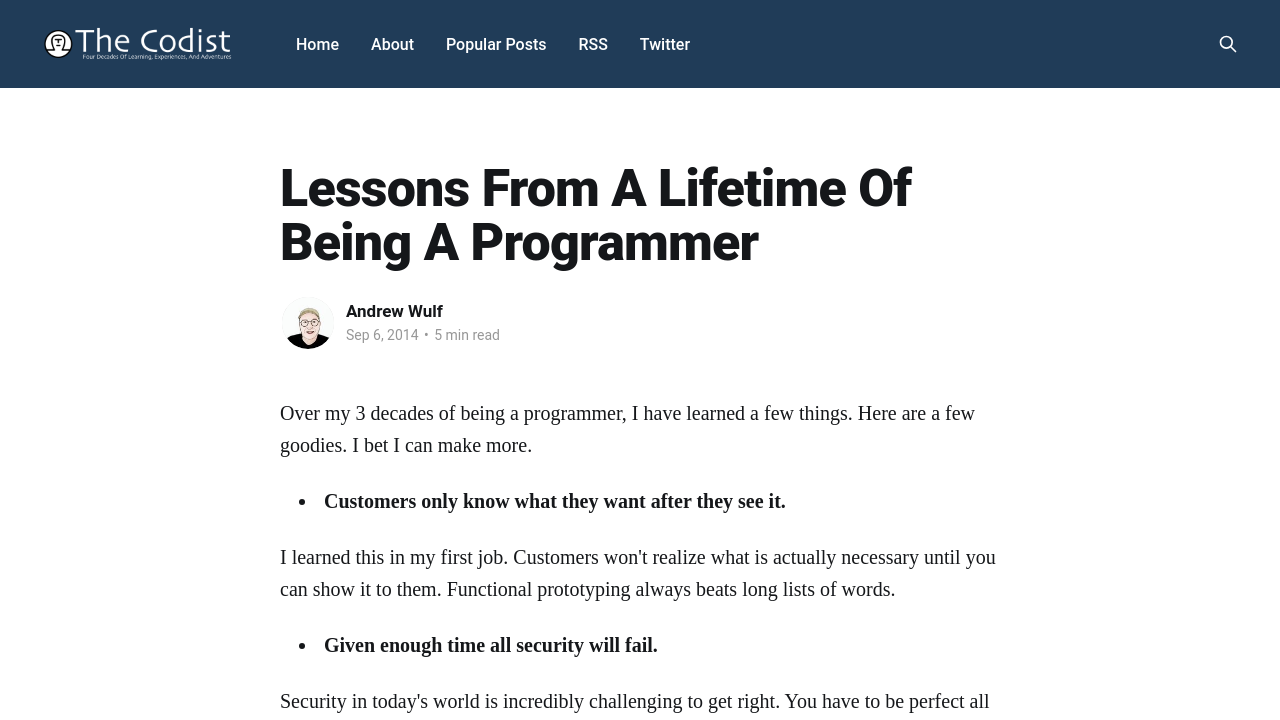 The Codist
Four Decades Of Learning, Experiences, And Adventures
Home
About
Popular Posts
RSS
Twitter
Lessons From A Lifetime Of
Being A Programmer
Andrew Wulf
Sep 6, 2014 • 5 min read
Over my 3 decades of being a programmer, I have learned a few things. Here are a few
goodies. I bet I can make more.
• Customers only know what they want after they see it.
I learned this in my first job. Customers won't realize what is actually necessary until you
can show it to them. Functional prototyping always beats long lists of words.
• Given enough time all security will fail.
Security in today's world is incredibly challenging to get right. You have to be perfect all